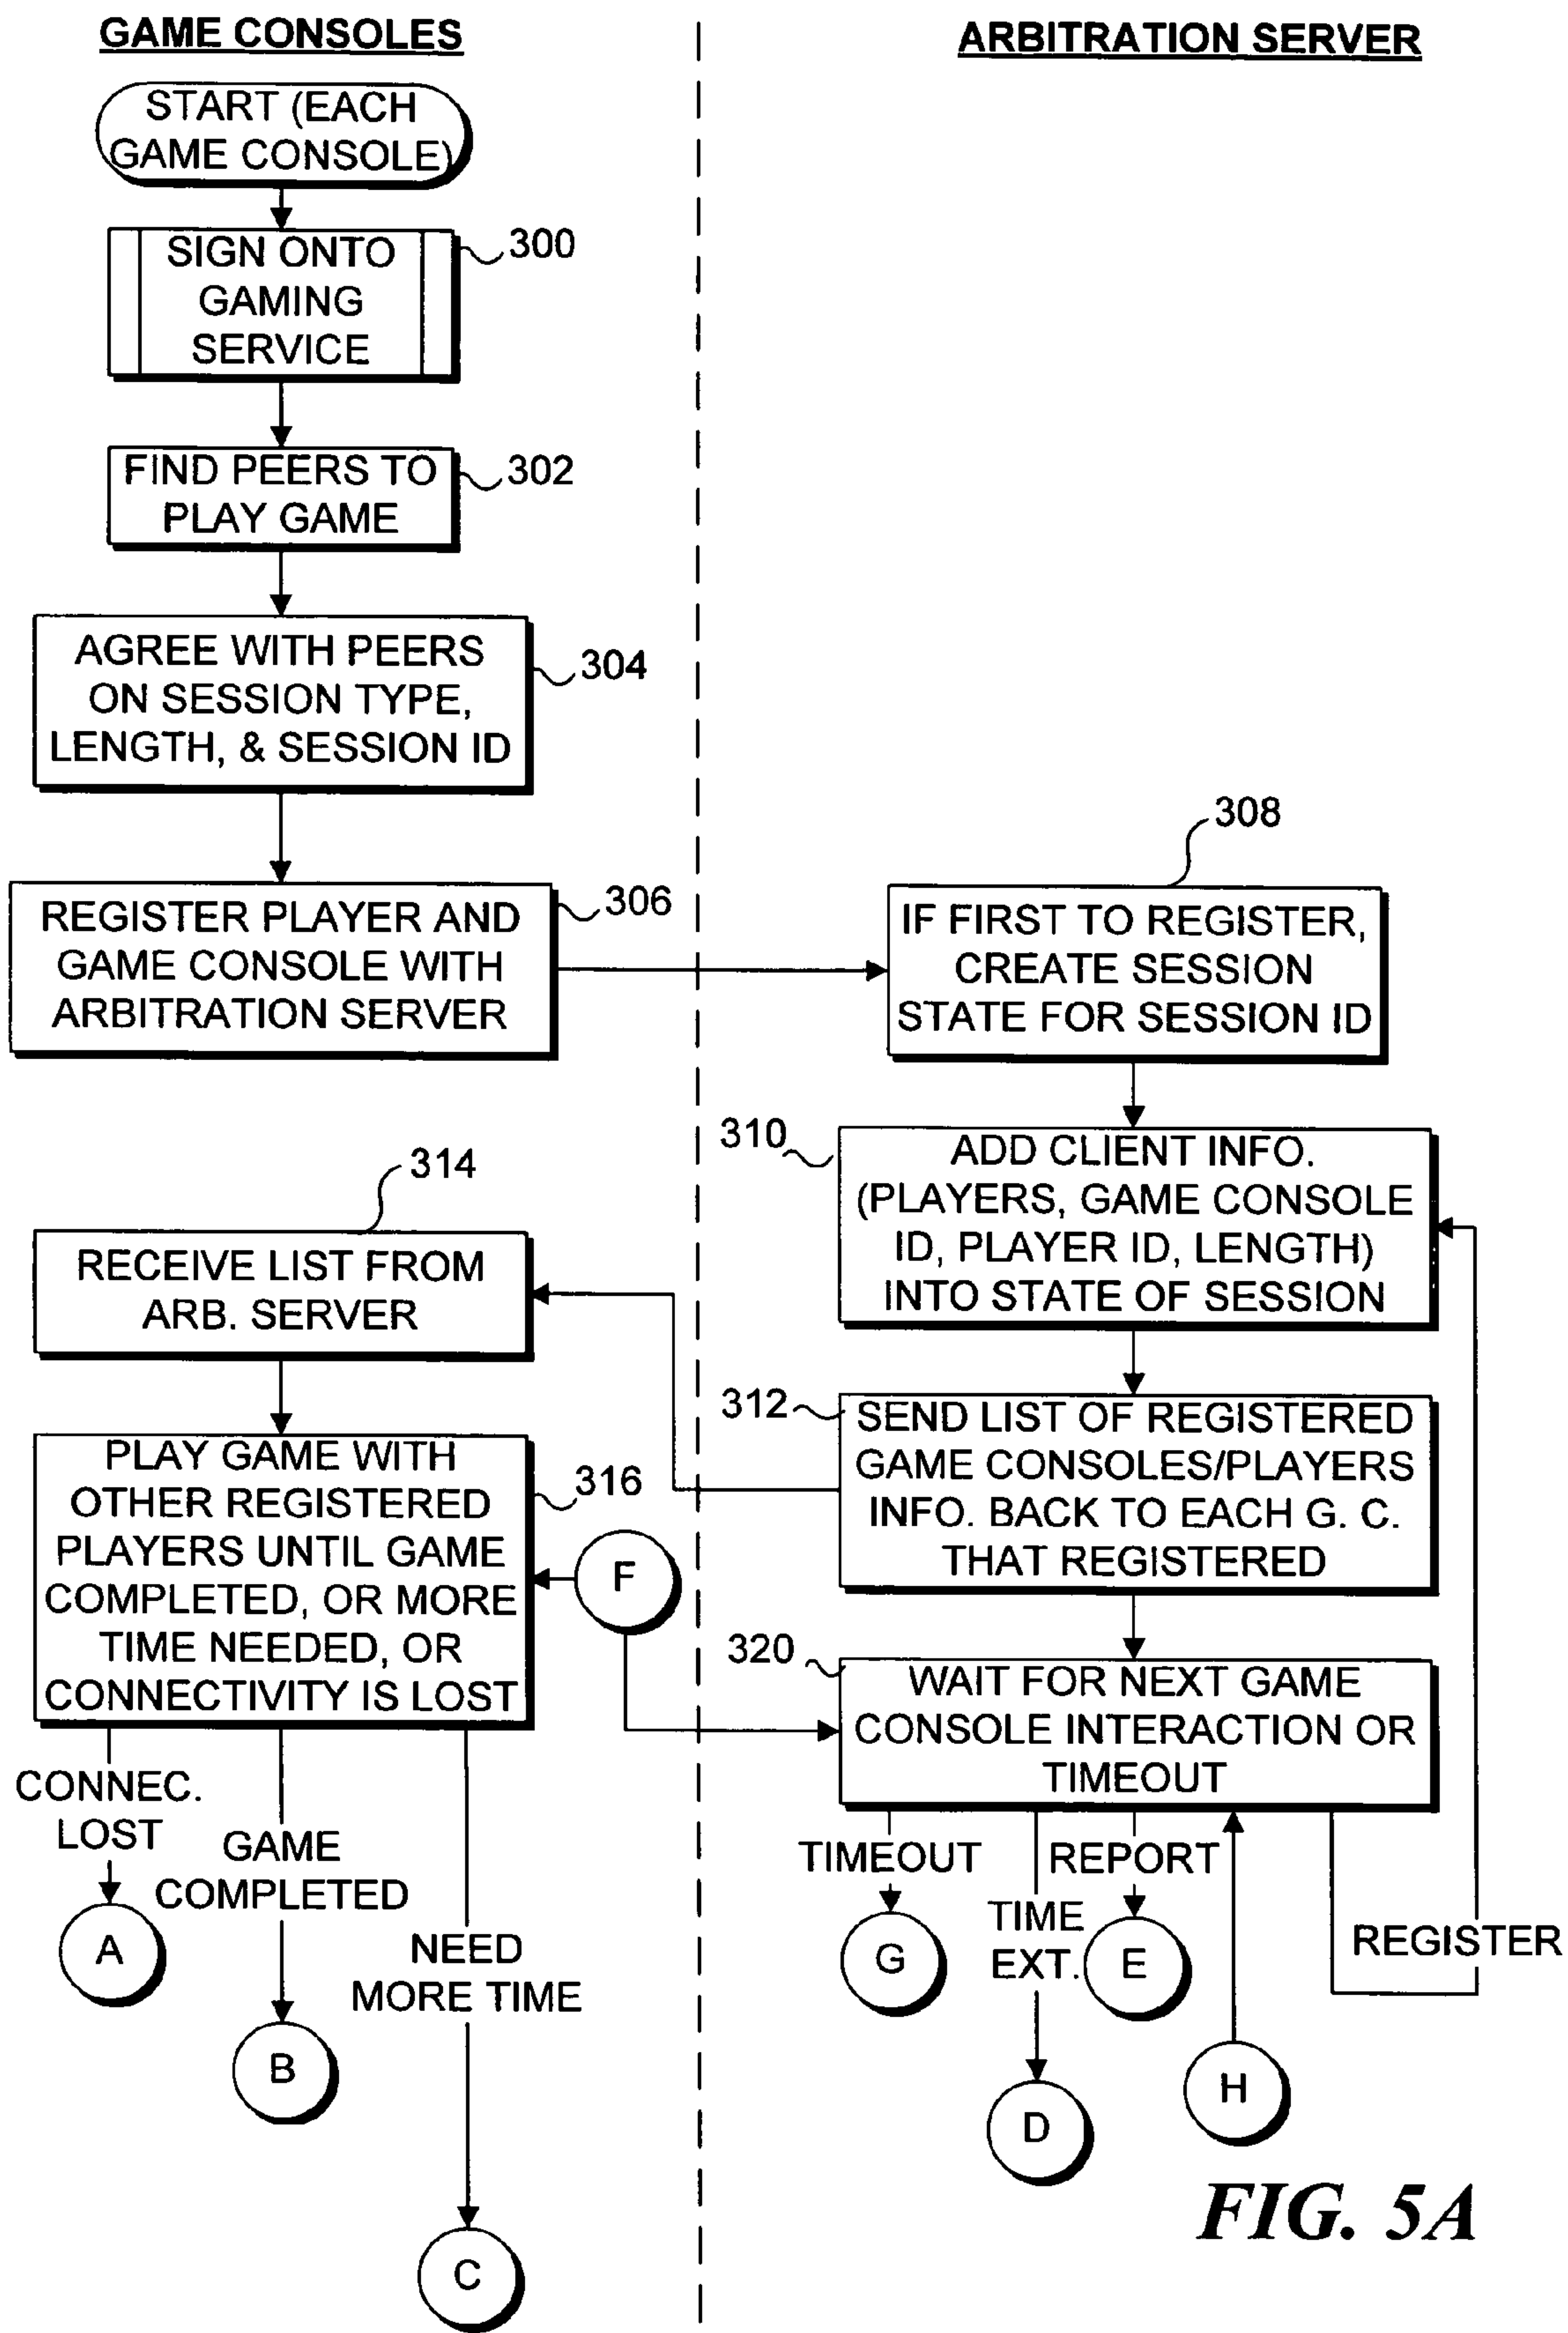 GAME CONSOLES
START (EACH
GAME CONSOLE)
SIGN ONTO
GAMING
SERVICE
300
FIND PEERS TO
PLAY GAME
302
AGREE WITH PEERS
ON SESSION TYPE,
LENGTH, & SESSION ID
304
REGISTER PLAYER AND
GAME CONSOLE WITH
ARBITRATION SERVER
306
314
RECEIVE LIST FROM
ARB. SERVER
PLAY GAME WITH
OTHER REGISTERED
PLAYERS UNTIL GAME
COMPLETED, OR MORE
TIME NEEDED, OR
CONNECTIVITY IS LOST
316
F
CONNEC.
LOST
A
GAME
COMPLETED
B
NEED
MORE TIME
C
ARBITRATION SERVER
308
IF FIRST TO REGISTER,
CREATE SESSION
STATE FOR SESSION ID
310
ADD CLIENT INFO.
(PLAYERS, GAME CONSOLE
ID, PLAYER ID, LENGTH)
INTO STATE OF SESSION
312
SEND LIST OF REGISTERED
GAME CONSOLES/PLAYERS
INFO. BACK TO EACH G. C.
THAT REGISTERED
320
WAIT FOR NEXT GAME
CONSOLE INTERACTION OR
TIMEOUT
TIMEOUT
G
TIME
EXT.
D
REPORT
E
H
REGISTER
FIG. 5A